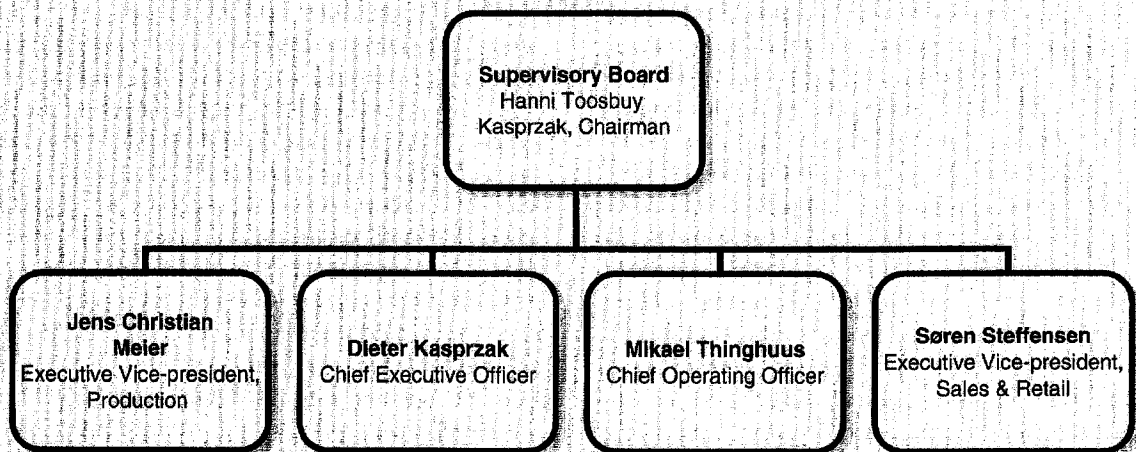 Supervisory Board
Hanni Toosbuy
Kasprzak, Chairman
Jens Christian
Meier
Executive Vice-president,
Production
Dieter Kasprzak
Chief Executive Officer
Mikael Thinghuus
Chief Operating Officer
Søren Steffensen
Executive Vice-president,
Sales & Retail